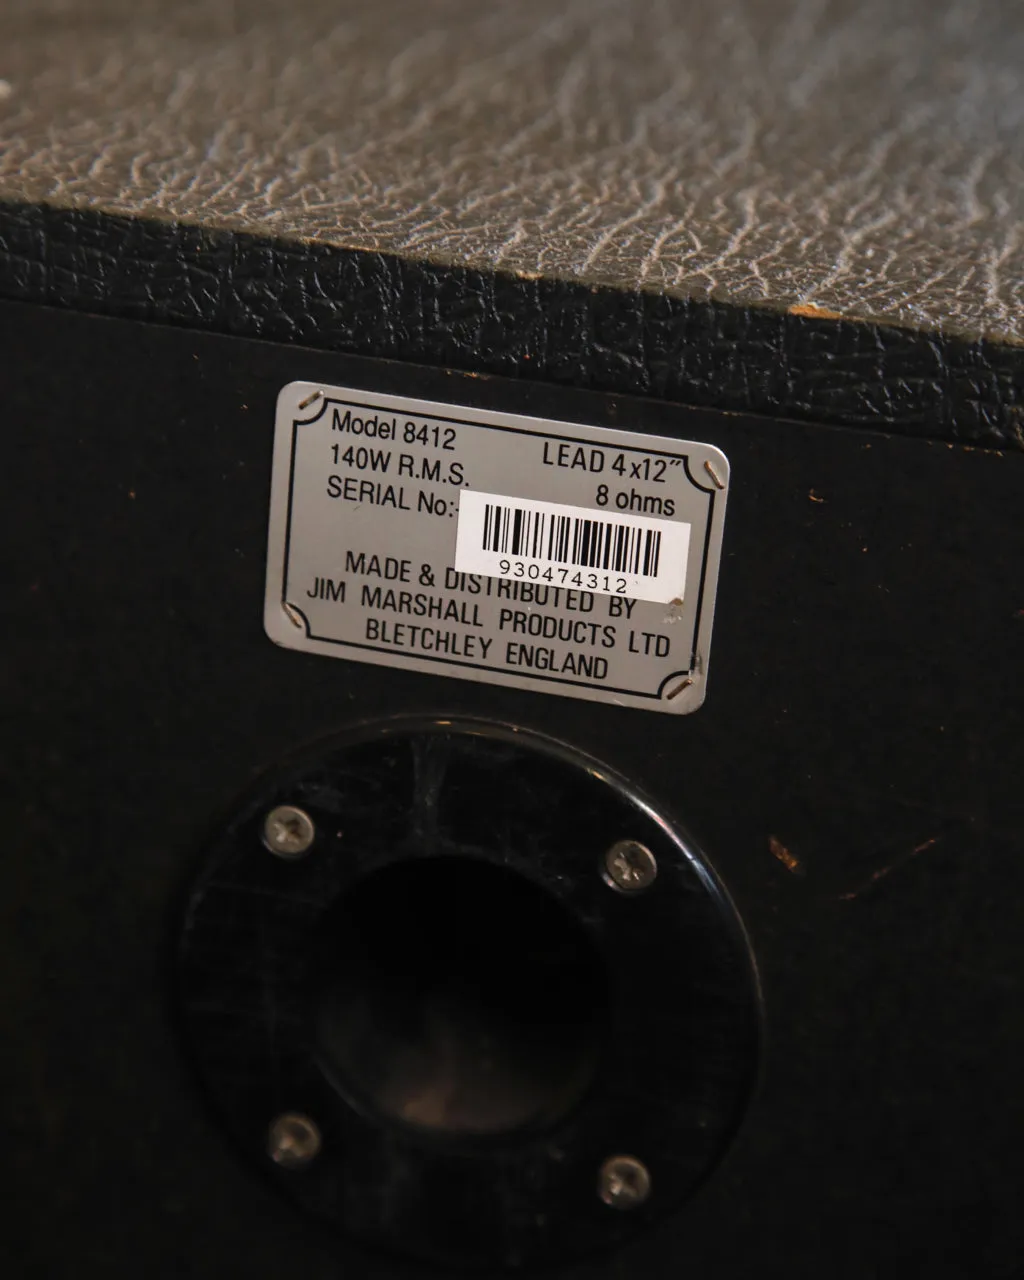 Model 8412
LEAD 4x12"
140W R.M.S.
8 ohms
SERIAL No:-
930474312
MADE & DISTRIBUTED BY
JIM MARSHALL PRODUCTS LTD
BLETCHLEY ENGLAND